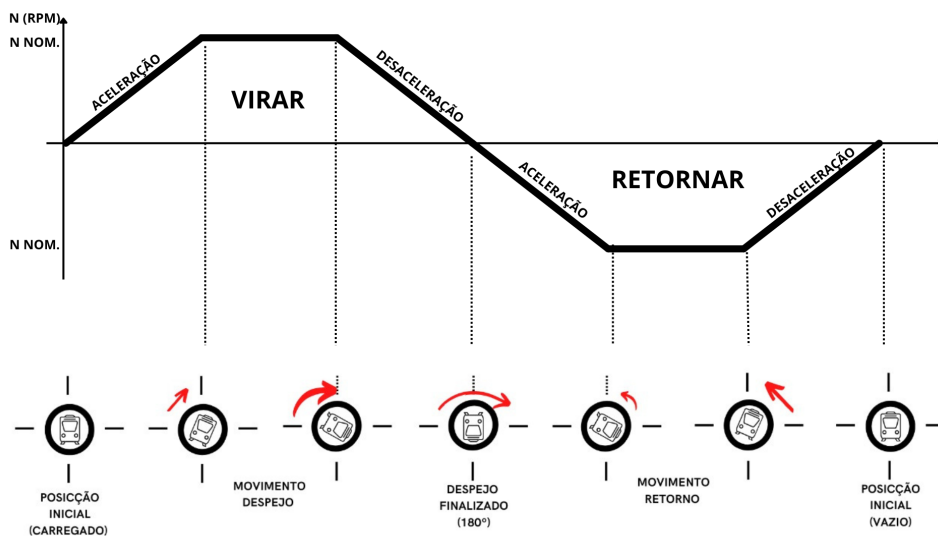 N (RPM)
N NOM.
ACELERAÇÃO
VIRAR
DESACELERAÇÃO
ACELERAÇÃO
RETORNAR
DESACELERAÇÃO
N NOM.
POSICÇÃO
INICIAL
(CARREGADO)
MOVIMENTO
DESPEJO
DESPEJO
FINALIZADO
(180º)
MOVIMENTO
RETORNO
POSICÇÃO
INICIAL
(VAZIO)